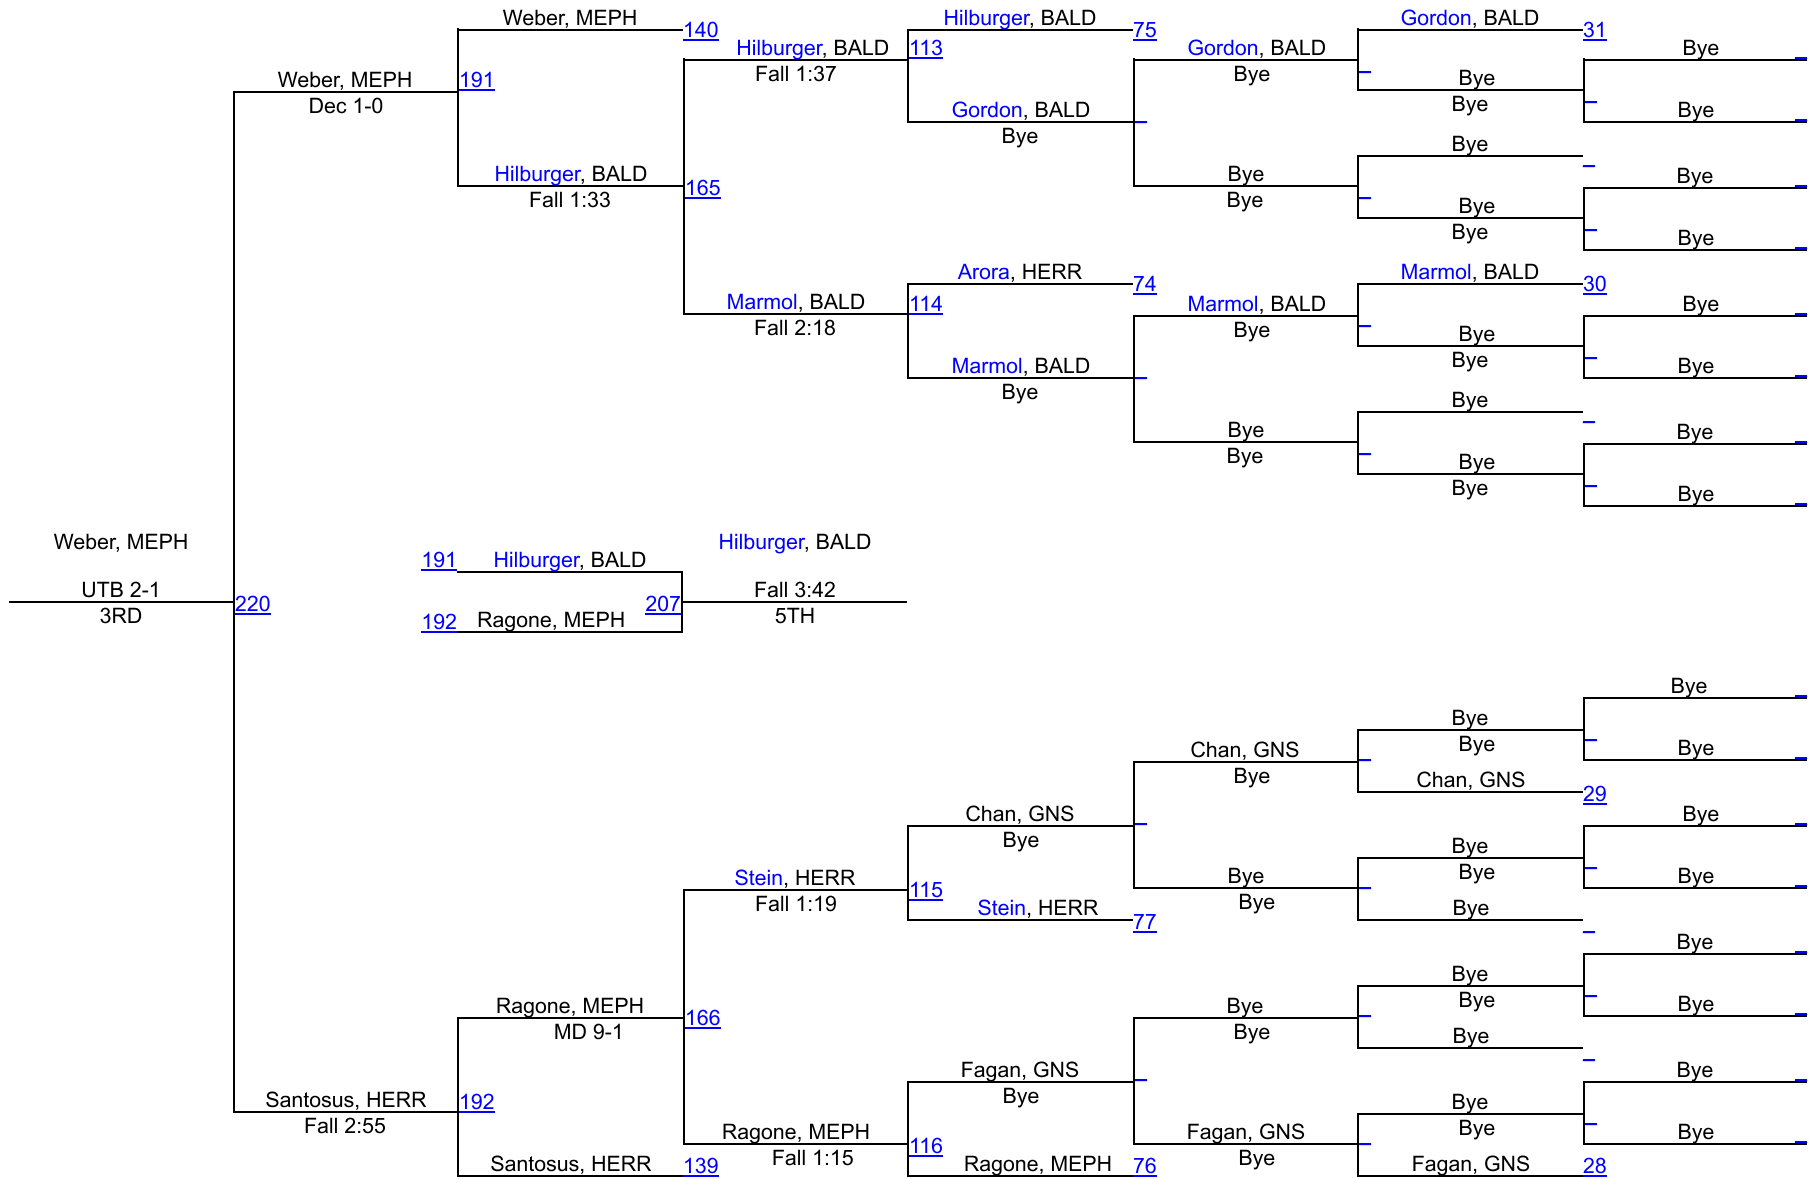 Weber, MEPH
140
Hilburger, BALD
75
Gordon, BALD
31
Hilburger, BALD
113
Gordon, BALD
Bye
Fall 1:37
Bye
Weber, MEPH
191
Bye
Dec 1-0
Gordon, BALD
Bye
Bye
Bye
Bye
Hilburger, BALD
165
Bye
Bye
Fall 1:33
Bye
Bye
Bye
Bye
Arora, HERR
74
Marmol, BALD
30
Marmol, BALD
114
Marmol, BALD
Bye
Fall 2:18
Bye
Bye
Marmol, BALD
Bye
Bye
Bye
Bye
Bye
Bye
Bye
Bye
Bye
Bye
Weber, MEPH
Hilburger, BALD
191
Hilburger, BALD
UTB 2-1
220
207
Fall 3:42
3RD
192
Ragone, MEPH
5TH
Bye
Bye
Chan, GNS
Bye
Bye
Bye
Chan, GNS
29
Chan, GNS
Bye
Bye
Bye
Stein, HERR
115
Bye
Bye
Bye
Fall 1:19
Bye
Stein, HERR
77
Bye
Bye
Bye
Ragone, MEPH
166
Bye
Bye
Bye
MD 9-1
Bye
Bye
Fagan, GNS
Bye
Santosus, HERR
192
Bye
Bye
Fall 2:55
Bye
Ragone, MEPH
116
Fagan, GNS
Bye
Fall 1:15
Bye
Santosus, HERR
139
Ragone, MEPH
76
Fagan, GNS
28